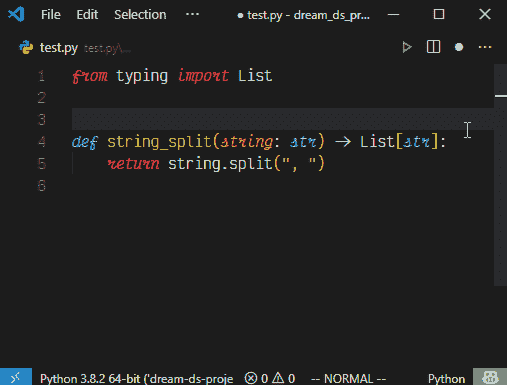 File Edit Selection ··· ● test.py - dream_ds_pr...
test.py test.py\...
1 from typing import List
2
3
4 def string_split(string: str) → List[str]:
5 return string.split(", ")
6
Python 3.8.2 64-bit ('dream-ds-proje 0 0 -- NORMAL -- Python